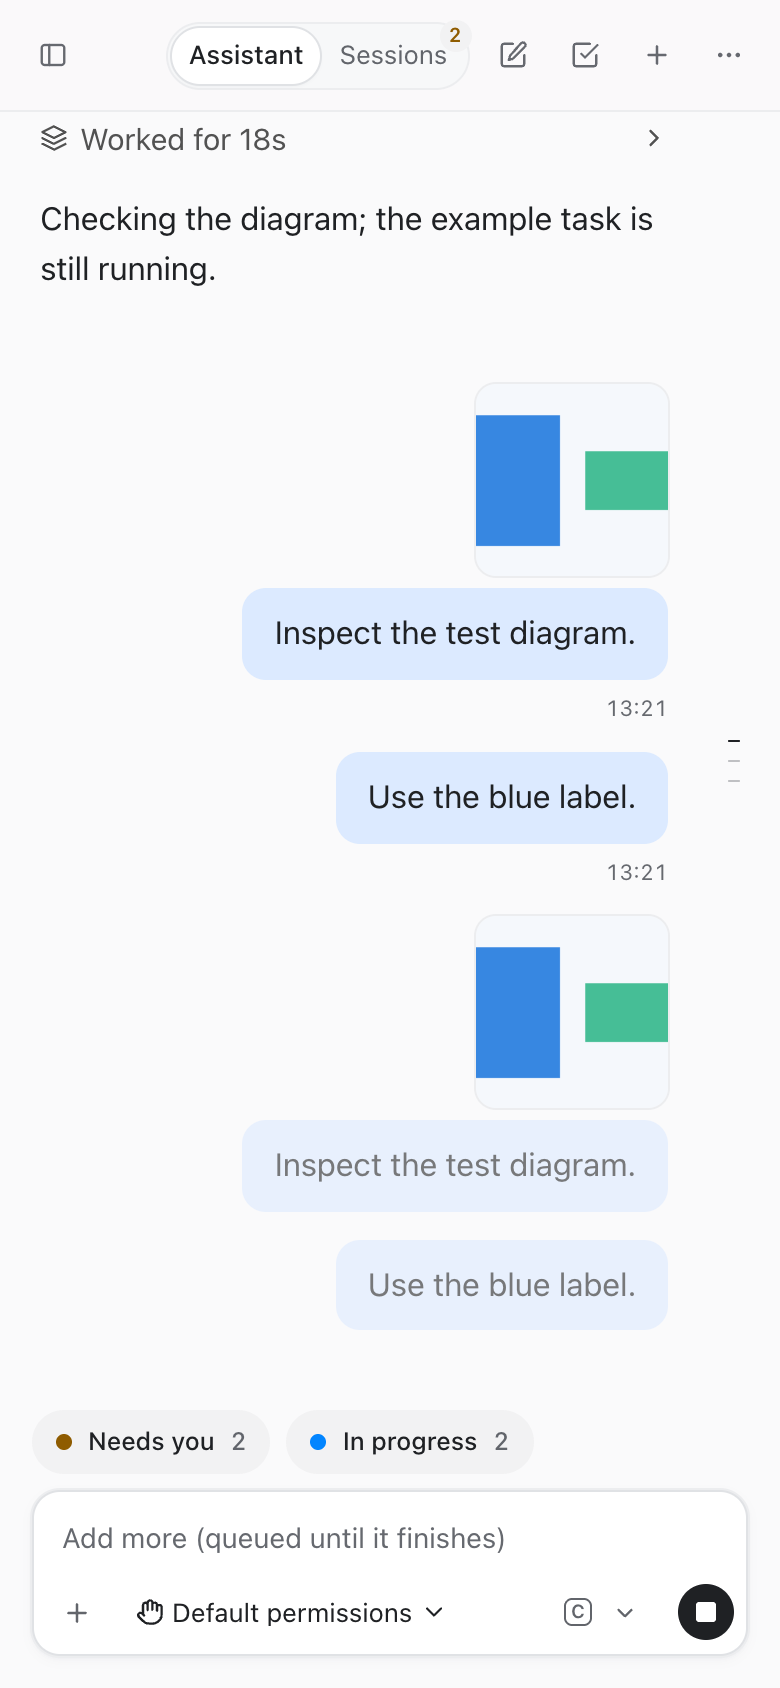 Assistant
Sessions
2
Worked for 18s
Checking the diagram; the example task is
still running.
Inspect the test diagram.
13:21
Use the blue label.
13:21
Inspect the test diagram.
Use the blue label.
Needs you 2
In progress 2
Add more (queued until it finishes)
Default permissions
C